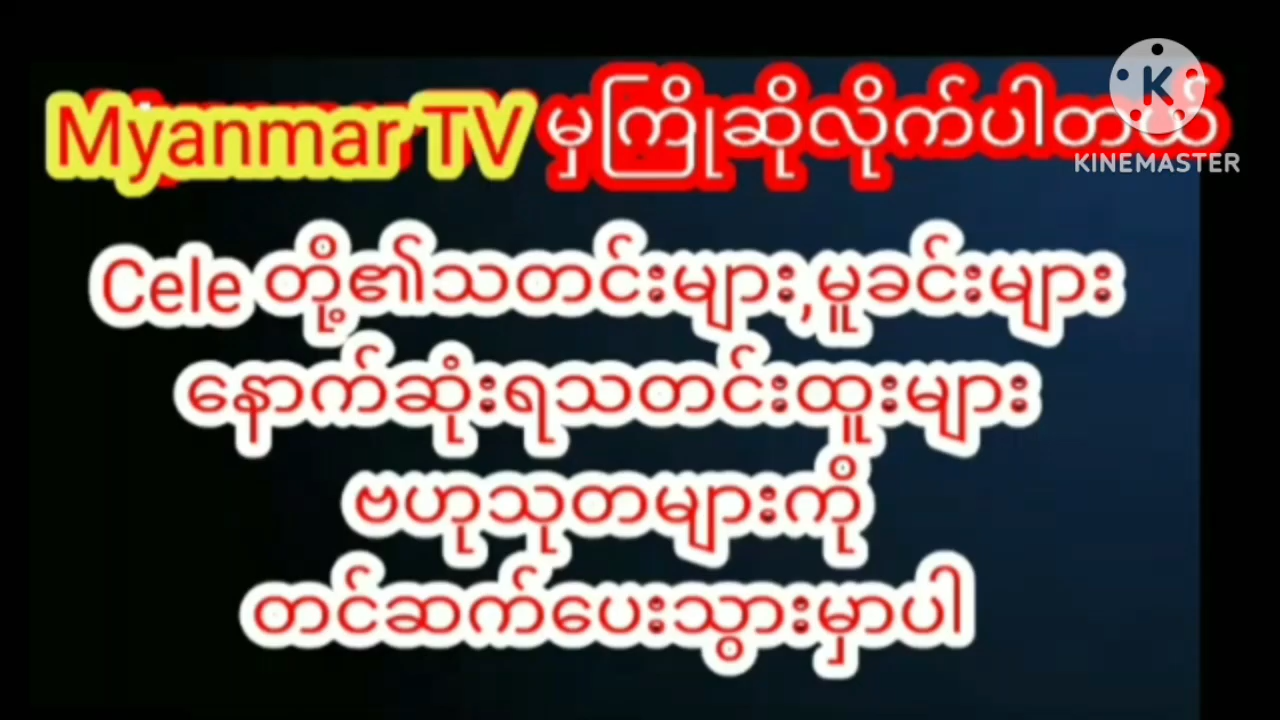 Myanmar TV မှကြိုဆိုလိုက်ပါတယ်
KINEMASTER
Cele တို့၏သတင်းများ,မူခင်းများ
နောက်ဆုံးရသတင်းထူးများ
ဗဟုသုတများကို
တင်ဆက်ပေးသွားမှာပါ